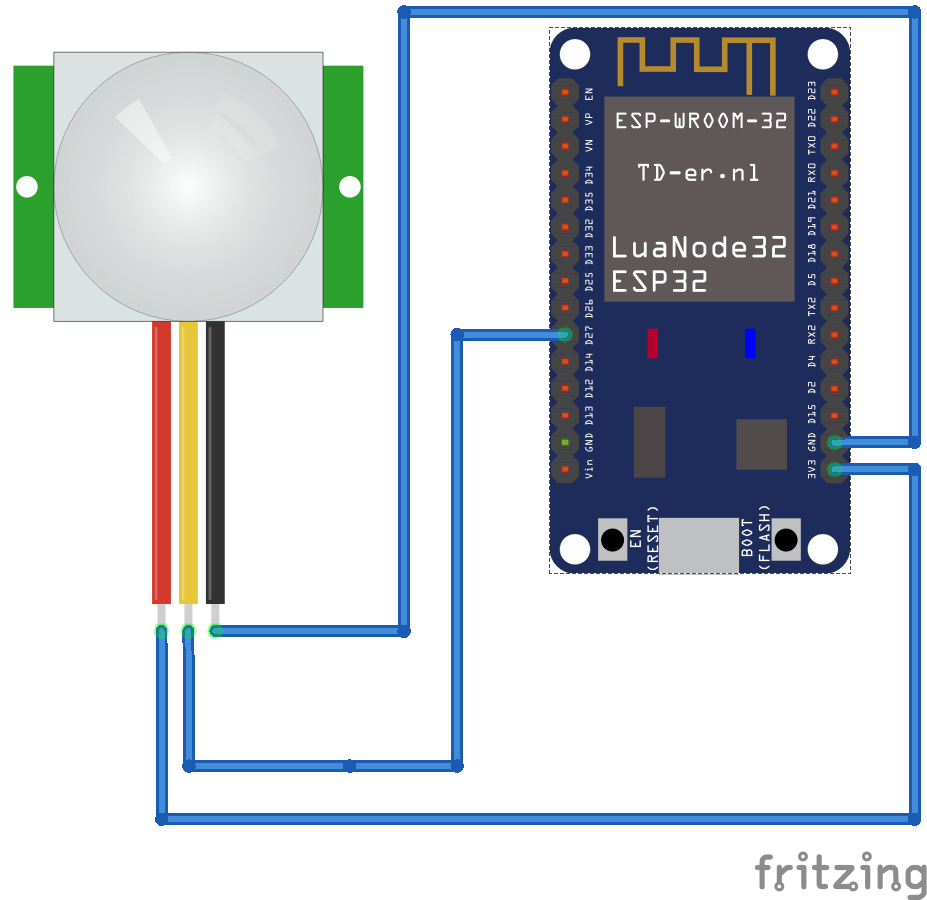 ESP-WROOM-32
TD-er.nl
LuaNode32
ESP32
EN
VP
VN
D34
D35
D32
D33
D25
D26
D27
D14
D12
D13
GND
Vin
D23
D22
TX0
RX0
D21
D19
D18
D5
TX2
RX2
D4
D2
D15
GND
3V3
EN
(RESET)
BOOT
(FLASH)
fritzing